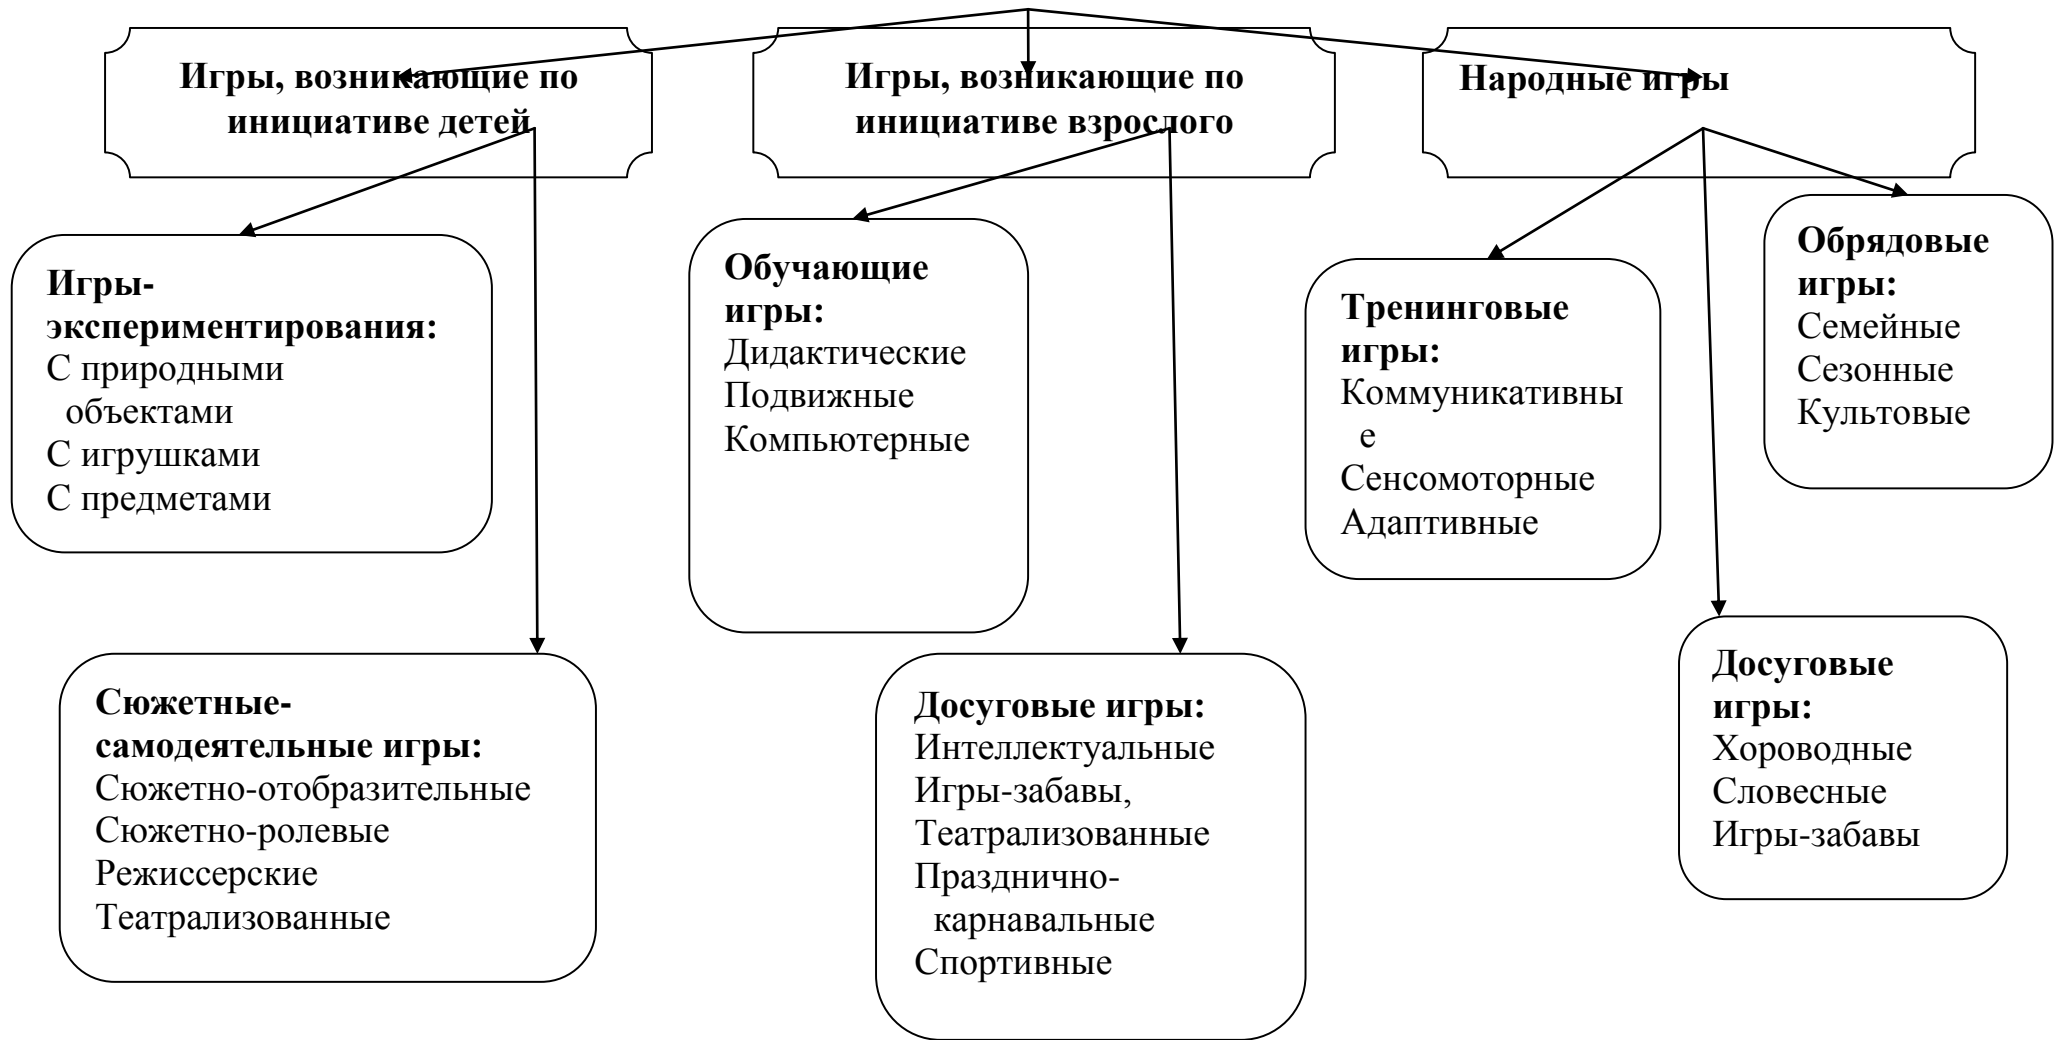 Игры, возникающие по
инициативе детей
Игры, возникающие по
инициативе взрослого
Народные игры
Игры-
экспериментирования:
С природными
объектами
С игрушками
С предметами
Обучающие
игры:
Дидактические
Подвижные
Компьютерные
Тренинговые
игры:
Коммуникативны
е
Сенсомоторные
Адаптивные
Обрядовые
игры:
Семейные
Сезонные
Культовые
Сюжетные-
самодеятельные игры:
Сюжетно-отобразительные
Сюжетно-ролевые
Режиссерские
Театрализованные
Досуговые игры:
Интеллектуальные
Игры-забавы,
Театрализованные
Празднично-
карнавальные
Спортивные
Досуговые
игры:
Хороводные
Словесные
Игры-забавы